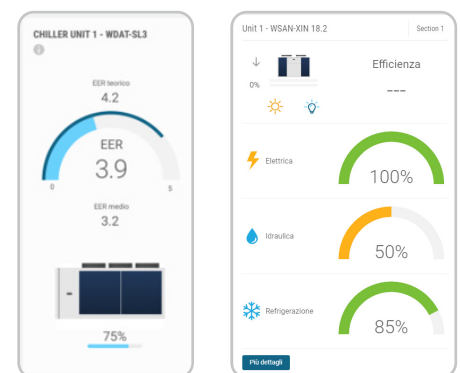 CHILLER UNIT 1 - WDAT-SL3
EER teorico
4.2
EER
3.9
0
5
EER medio
3.2
75%
Unit 1 - WSAN-XIN 18.2
Section 1
Efficienza
---
0%
Elettrica
100%
Idraulica
50%
Refrigerazione
85%
Più dettagli